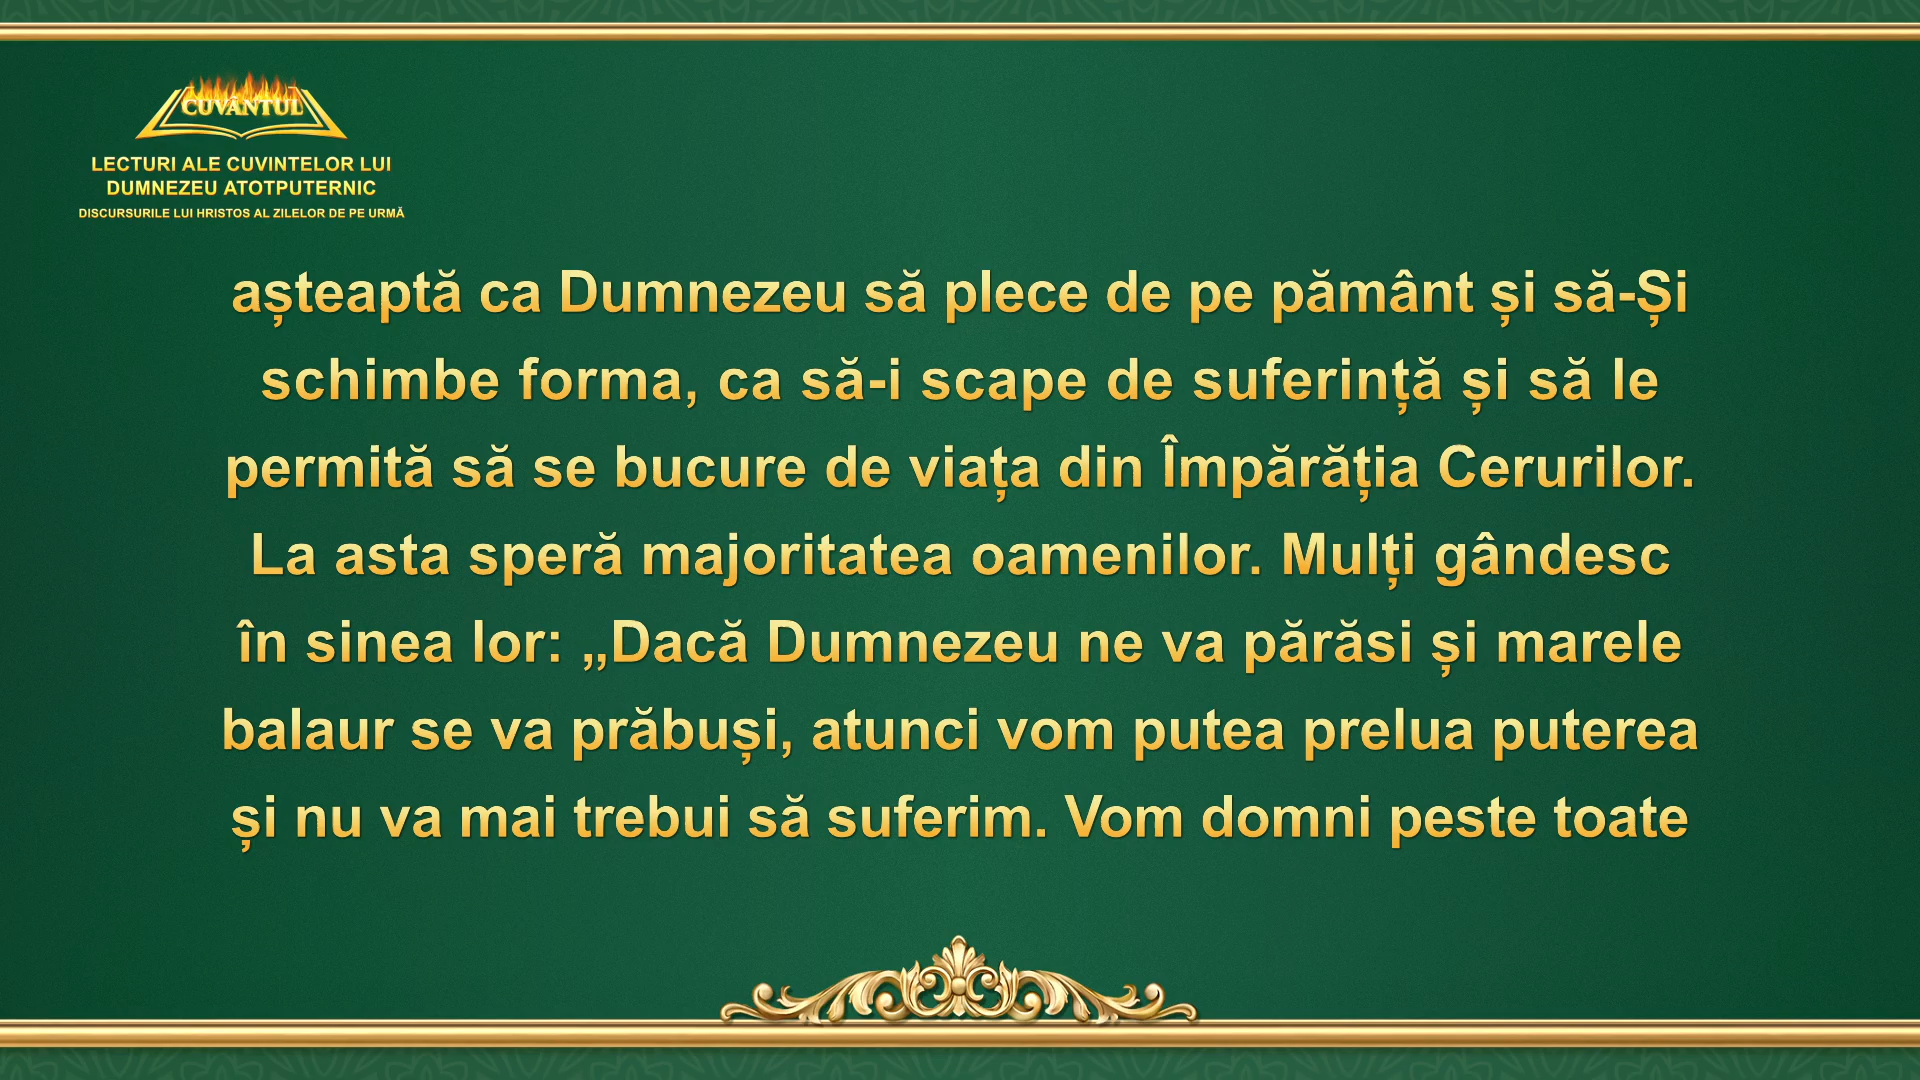 CUVÂNTUL
LECTURI ALE CUVINTELOR LUI
DUMNEZEU ATOTPUTERNIC
DISCURSURILE LUI HRISTOS AL ZILELOR DE PE URMĂ
așteaptă ca Dumnezeu să plece de pe pământ și să-Și
schimbe forma, ca să-i scape de suferință și să le
permită să se bucure de viața din Împărăția Cerurilor.
La asta speră majoritatea oamenilor. Mulți gândesc
în sinea lor: „Dacă Dumnezeu ne va părăsi și marele
balaur se va prăbuși, atunci vom putea prelua puterea
și nu va mai trebui să suferim. Vom domni peste toate